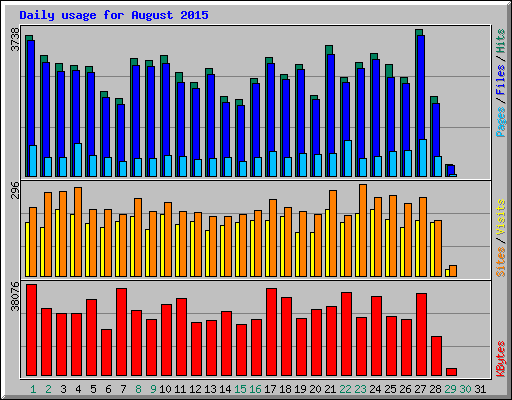 Daily usage for August 2015
3738
Pages / Files / Hits
296
Sites / Visits
38076
KBytes
1 2 3 4 5 6 7 8 9 10 11 12 13 14 15 16 17 18 19 20 21 22 23 24 25 26 27 28 29 30 31